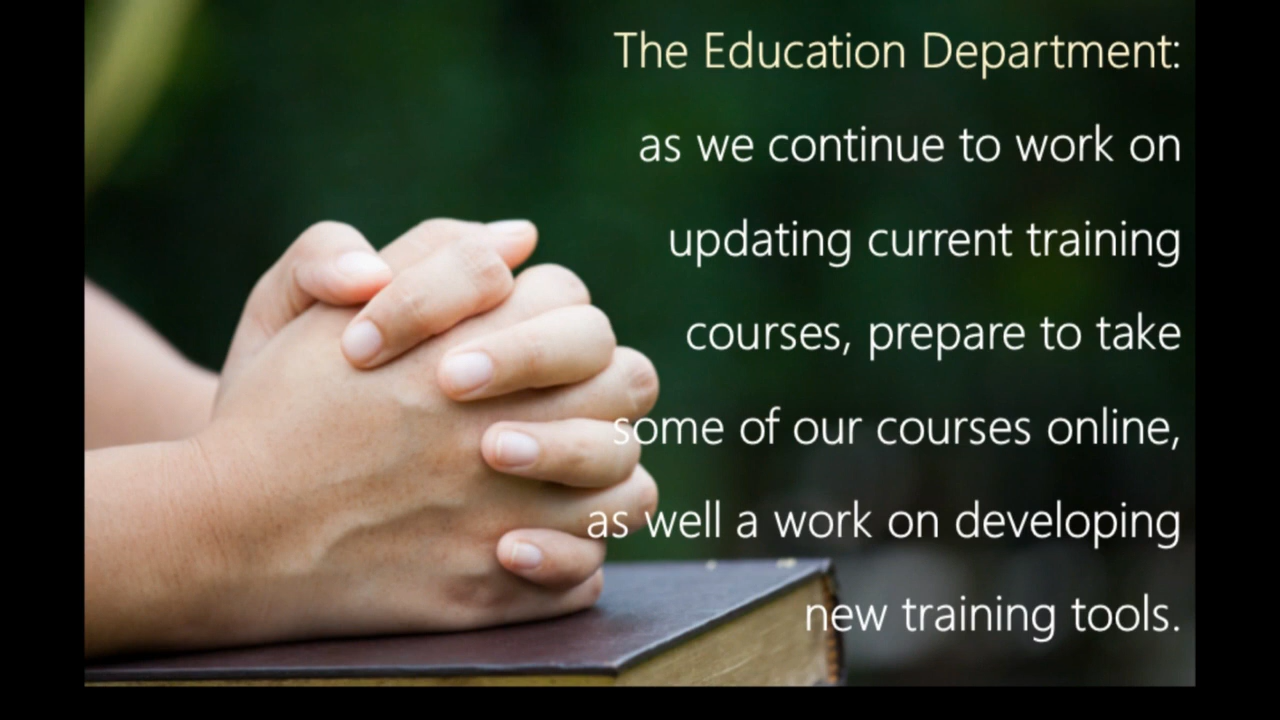 The Education Department:
as we continue to work on
updating current training
courses, prepare to take
some of our courses online,
as well a work on developing
new training tools.